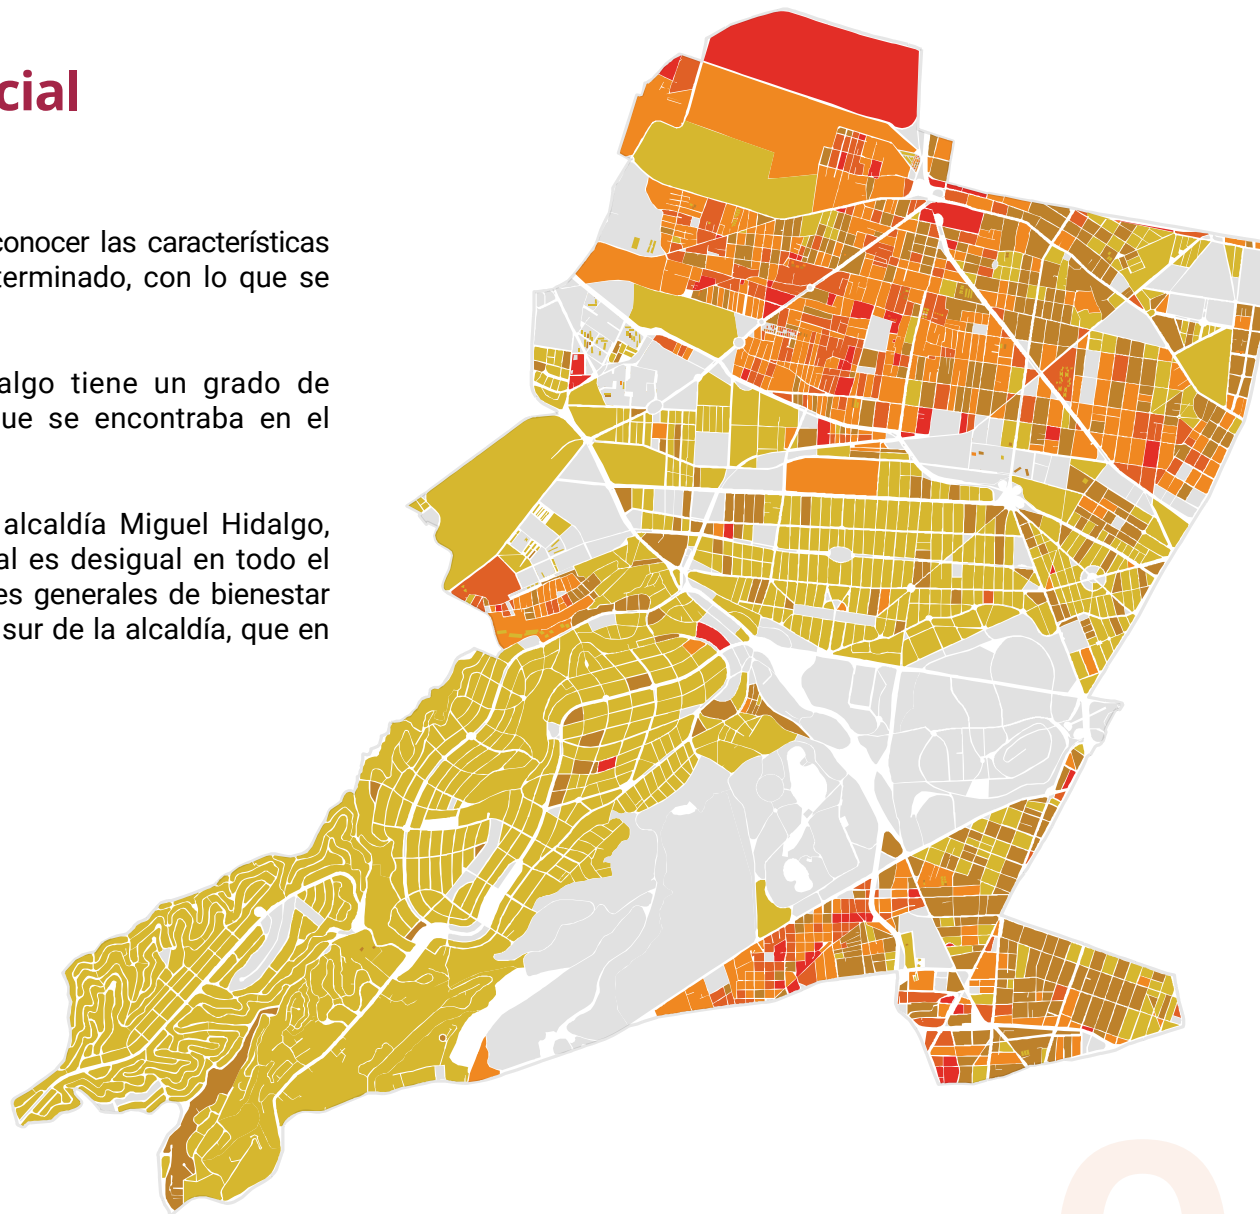 cial
conocer las características
terminado, con lo que se
algo tiene un grado de
que se encontraba en el
alcaldía Miguel Hidalgo,
al es desigual en todo el
es generales de bienestar
sur de la alcaldía, que en